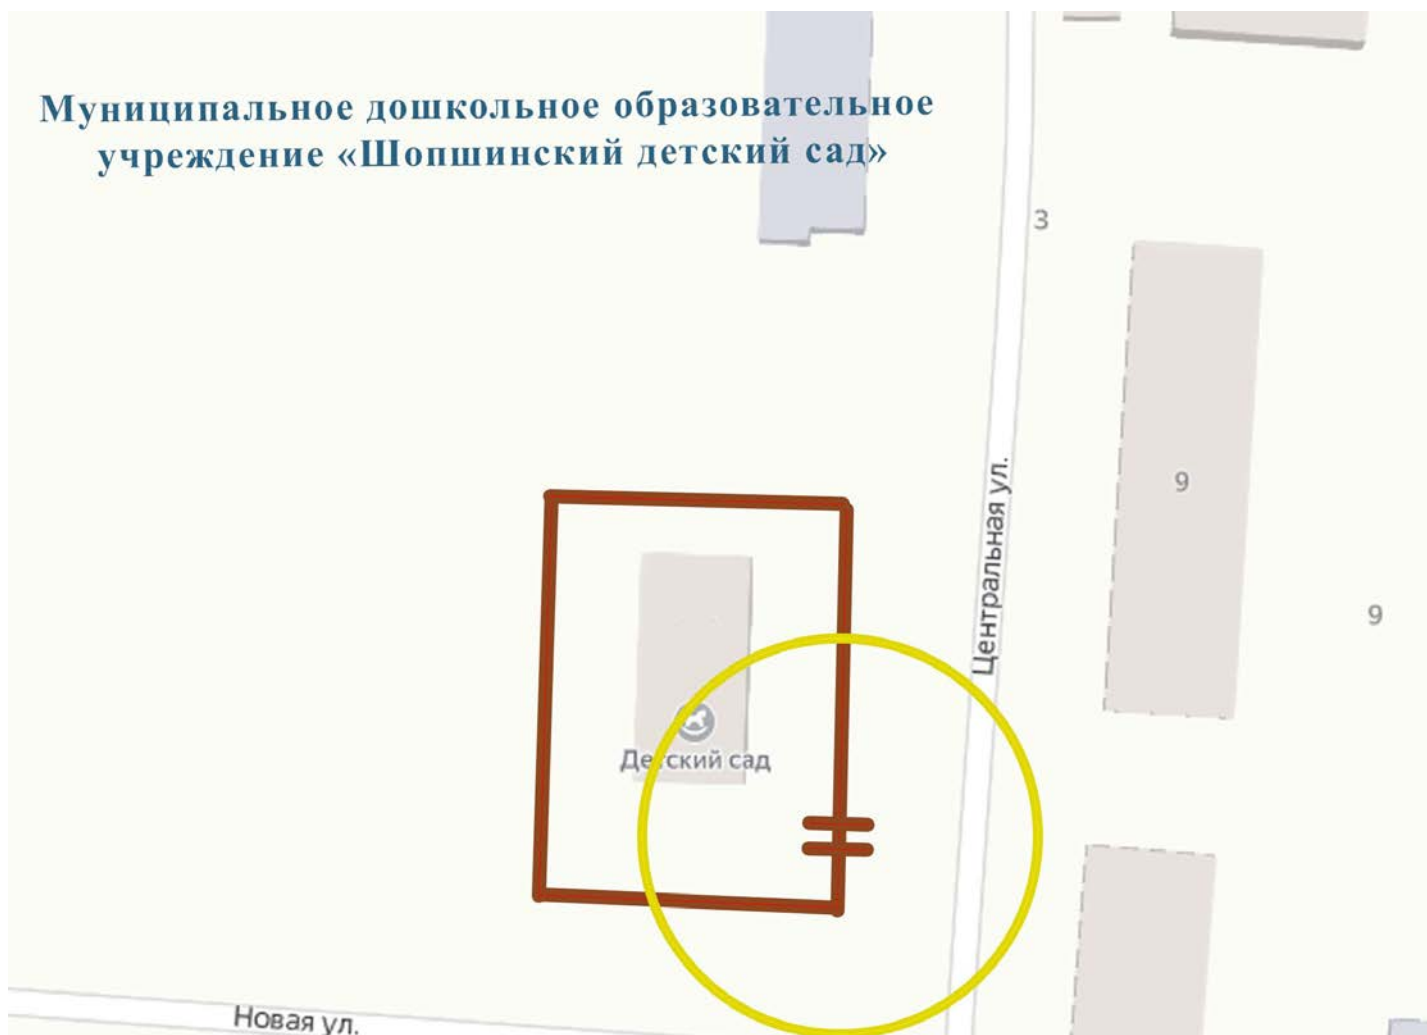 Муниципальное дошкольное образовательное
учреждение «Шопшинский детский сад»
3
9
Центральная ул.
9
Детский сад
Новая ул.